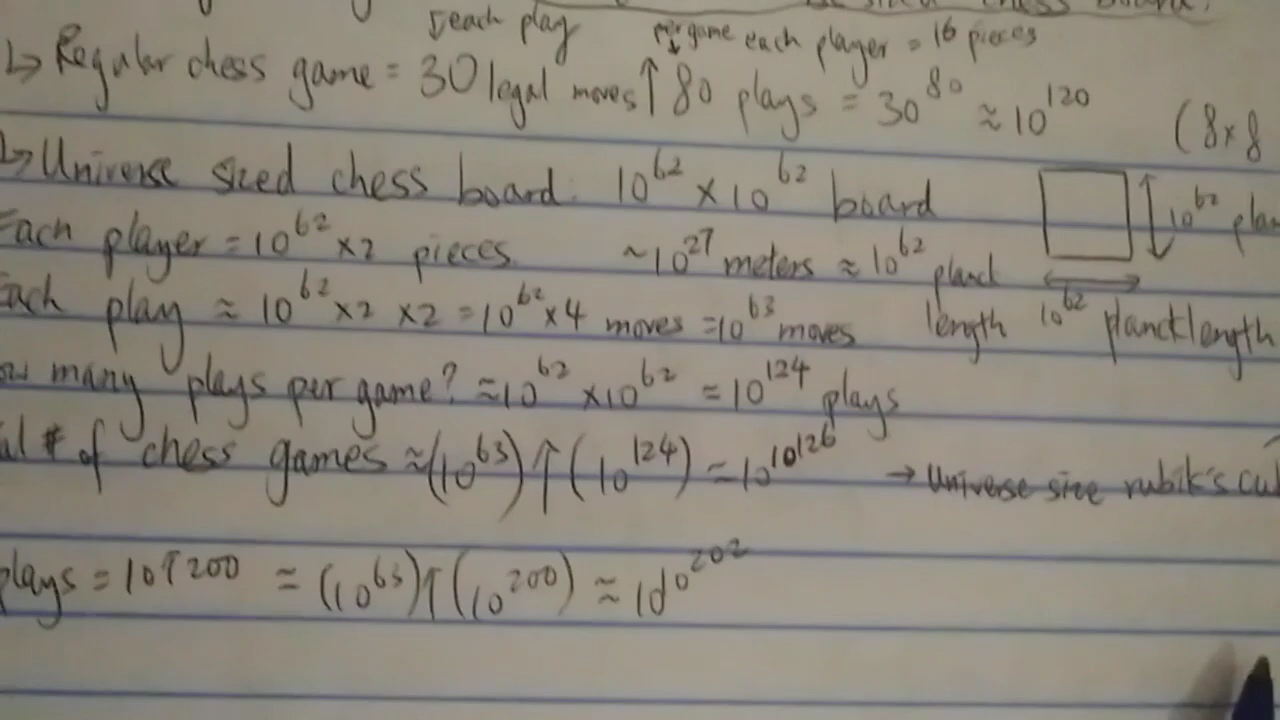 sized chess board.
each play per game each player = 16 pieces
↳ Regular chess game = 30 legal moves ↑ 80 plays = 30^80 ≈ 10^120 (8×8
↳ Universe sized chess board: 10^62 × 10^62 board 10^62
Each player = 10^62 ×2 pieces ~10^27 meters ≈ 10^62 planck
Each play ≈ 10^62 ×2 ×2 = 10^62 ×4 moves = 10^63 moves length 10^62 planck length
many plays per game? ≈ 10^62 ×10^62 = 10^124 plays
# of chess games ≈ (10^63)↑(10^124) = 10^10^126 → Universe size rubik's
plays = 10↑200 = (10^63)↑(10^200) ≈ 10^10^202